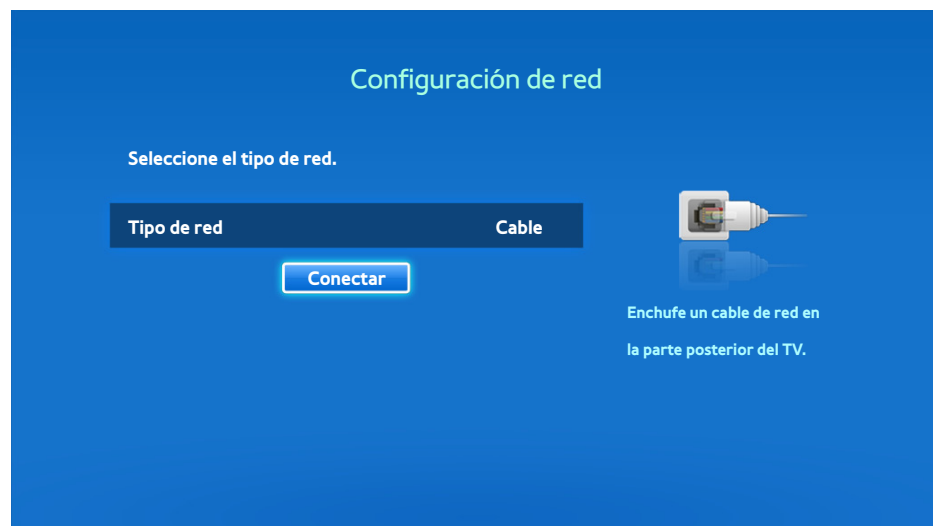 Configuración de red
Seleccione el tipo de red.
Tipo de red Cable
Conectar
Enchufe un cable de red en
la parte posterior del TV.